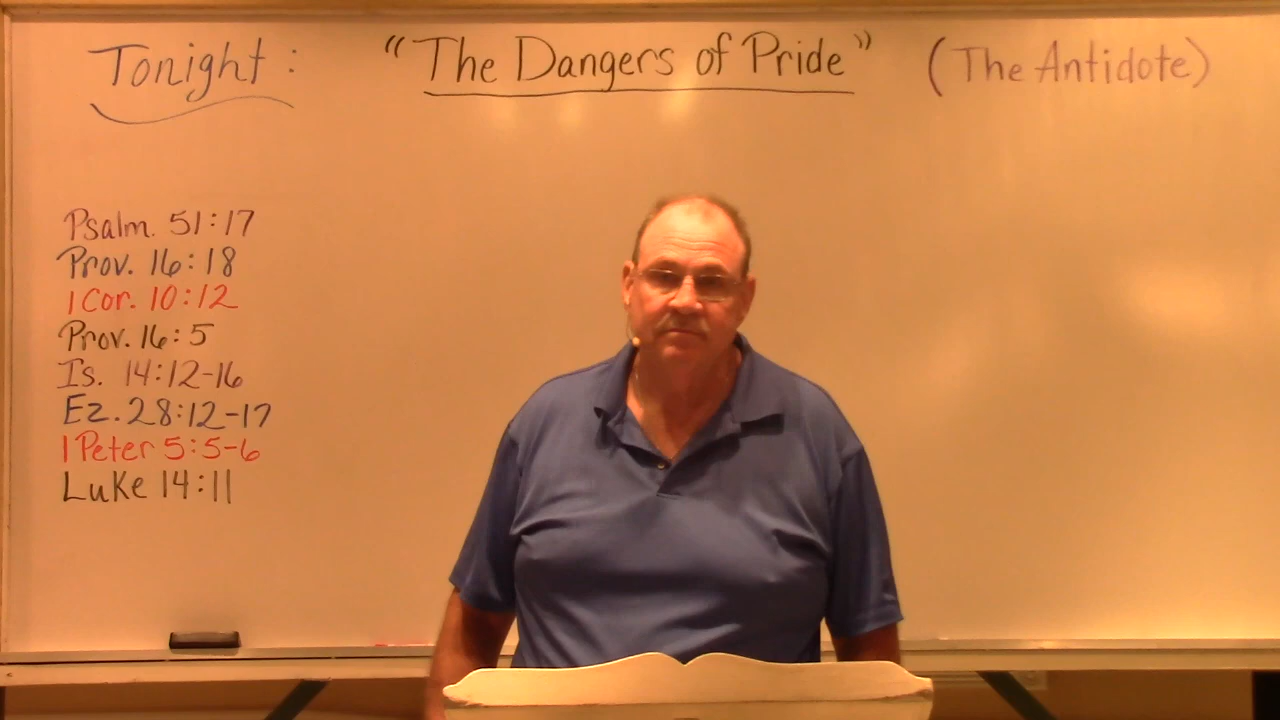 Tonight: "The Dangers of Pride" (The Antidote)
Psalm. 51:17
Prov. 16:18
1 Cor. 10:12
Prov. 16:5
Is. 14:12-16
Ez. 28:12-17
1 Peter 5:5-6
Luke 14:11